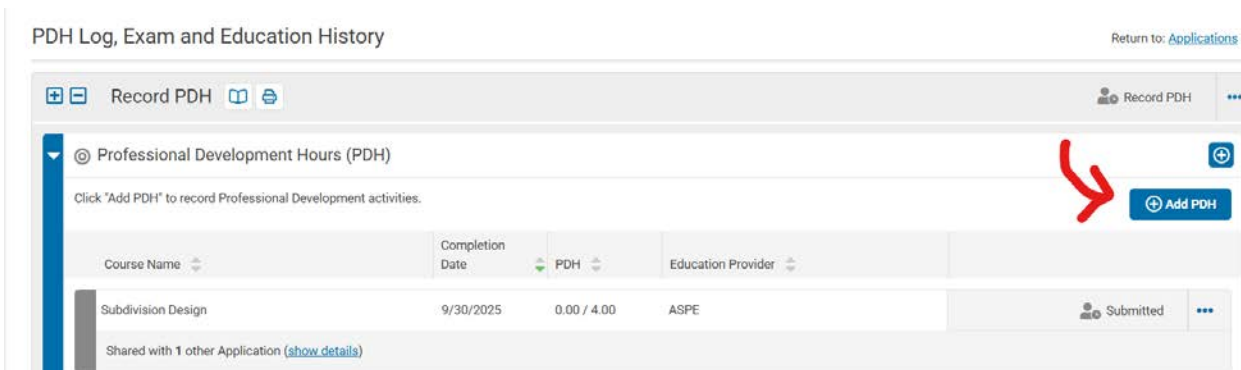 PDH Log, Exam and Education History
Return to: Applications
Record PDH
Record PDH
Professional Development Hours (PDH)
Click "Add PDH" to record Professional Development activities.
Add PDH
Course Name
Completion
Date
PDH
Education Provider
Subdivision Design
9/30/2025
0.00 / 4.00
ASPE
Submitted
Shared with 1 other Application (show details)